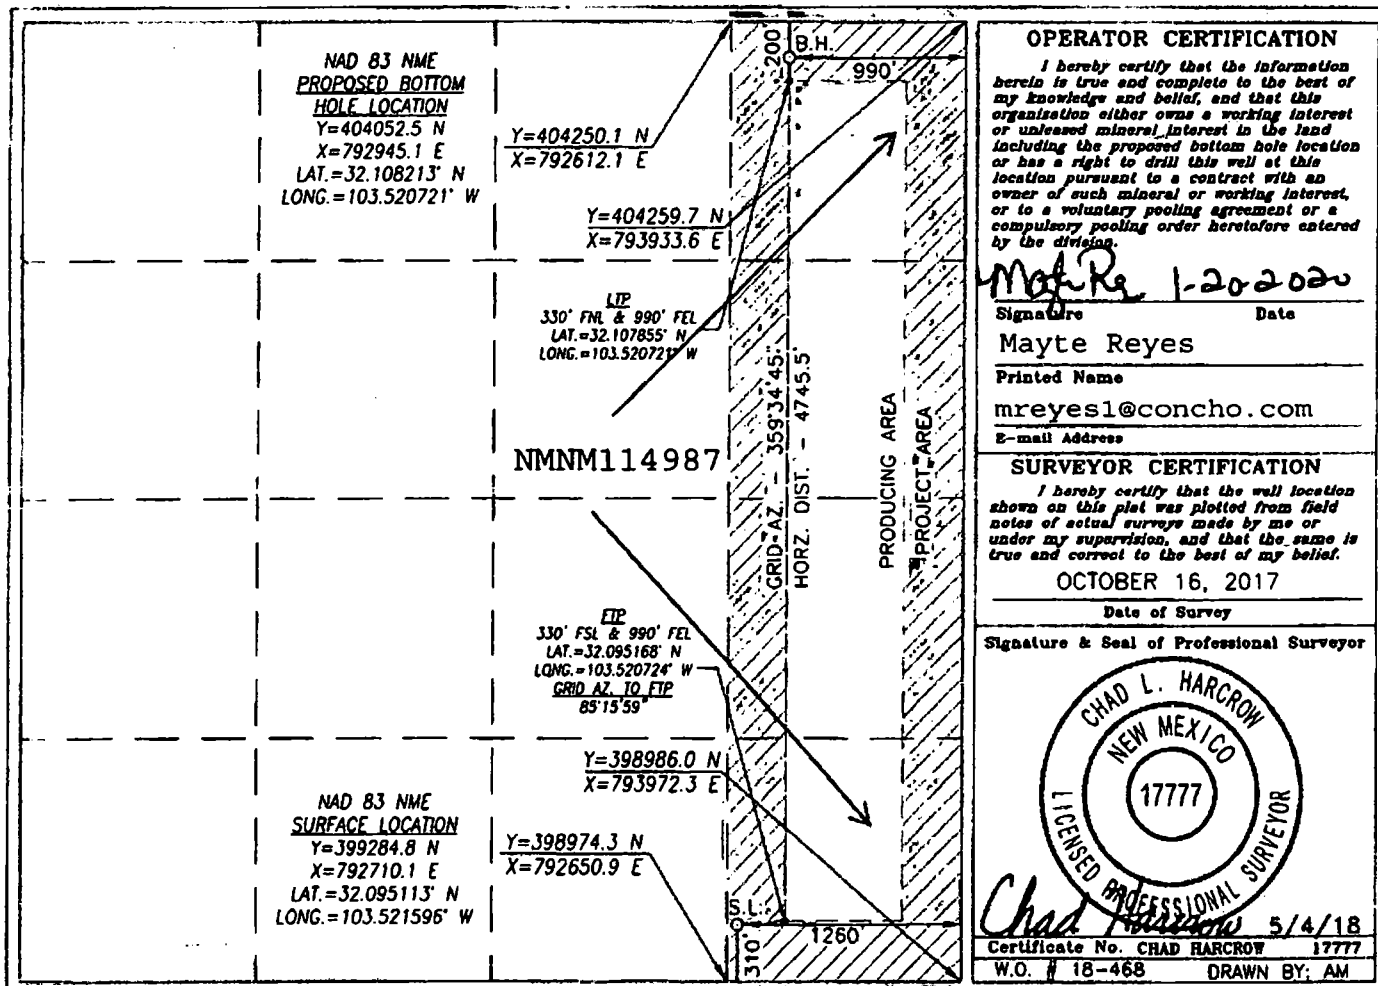 NAD 83 NME
PROPOSED BOTTOM
HOLE LOCATION
Y=404052.5 N
X=792945.1 E
LAT.=32.108213° N
LONG.=103.520721° W
Y=404250.1 N
X=792612.1 E
Y=404259.7 N
X=793933.6 E
200'
B.H.
990'
LTP
330' FNL & 990' FEL
LAT.=32.107855° N
LONG.=103.520721° W
NMNM114987
GRID AZ. - 359°34'45"
HORZ. DIST. - 4745.5'
PRODUCING AREA
PROJECT AREA
FTP
330' FSL & 990' FEL
LAT.=32.095168° N
LONG.=103.520724° W
GRID AZ. TO FTP
85°15'59"
Y=398986.0 N
X=793972.3 E
NAD 83 NME
SURFACE LOCATION
Y=399284.8 N
X=792710.1 E
LAT.=32.095113° N
LONG.=103.521596° W
Y=398974.3 N
X=792650.9 E
S.L.
1260'
310'
OPERATOR CERTIFICATION
I hereby certify that the information
herein is true and complete to the best of
my knowledge and belief, and that this
organization either owns a working interest
or unleased mineral interest in the land
including the proposed bottom hole location
or has a right to drill this well at this
location pursuant to a contract with an
owner of such mineral or working interest,
or to a voluntary pooling agreement or a
compulsory pooling order heretofore entered
by the division.
1-20-2020
Signature Date
Mayte Reyes
Printed Name
mreyes1@concho.com
E-mail Address
SURVEYOR CERTIFICATION
I hereby certify that the well location
shown on this plat was plotted from field
notes of actual surveys made by me or
under my supervision, and that the same is
true and correct to the best of my belief.
OCTOBER 16, 2017
Date of Survey
Signature & Seal of Professional Surveyor
CHAD L. HARCROW
NEW MEXICO
17777
LICENSED PROFESSIONAL SURVEYOR
Chad Harcrow 5/4/18
Certificate No. CHAD HARCROW 17777
W.O. # 18-468 DRAWN BY: AM